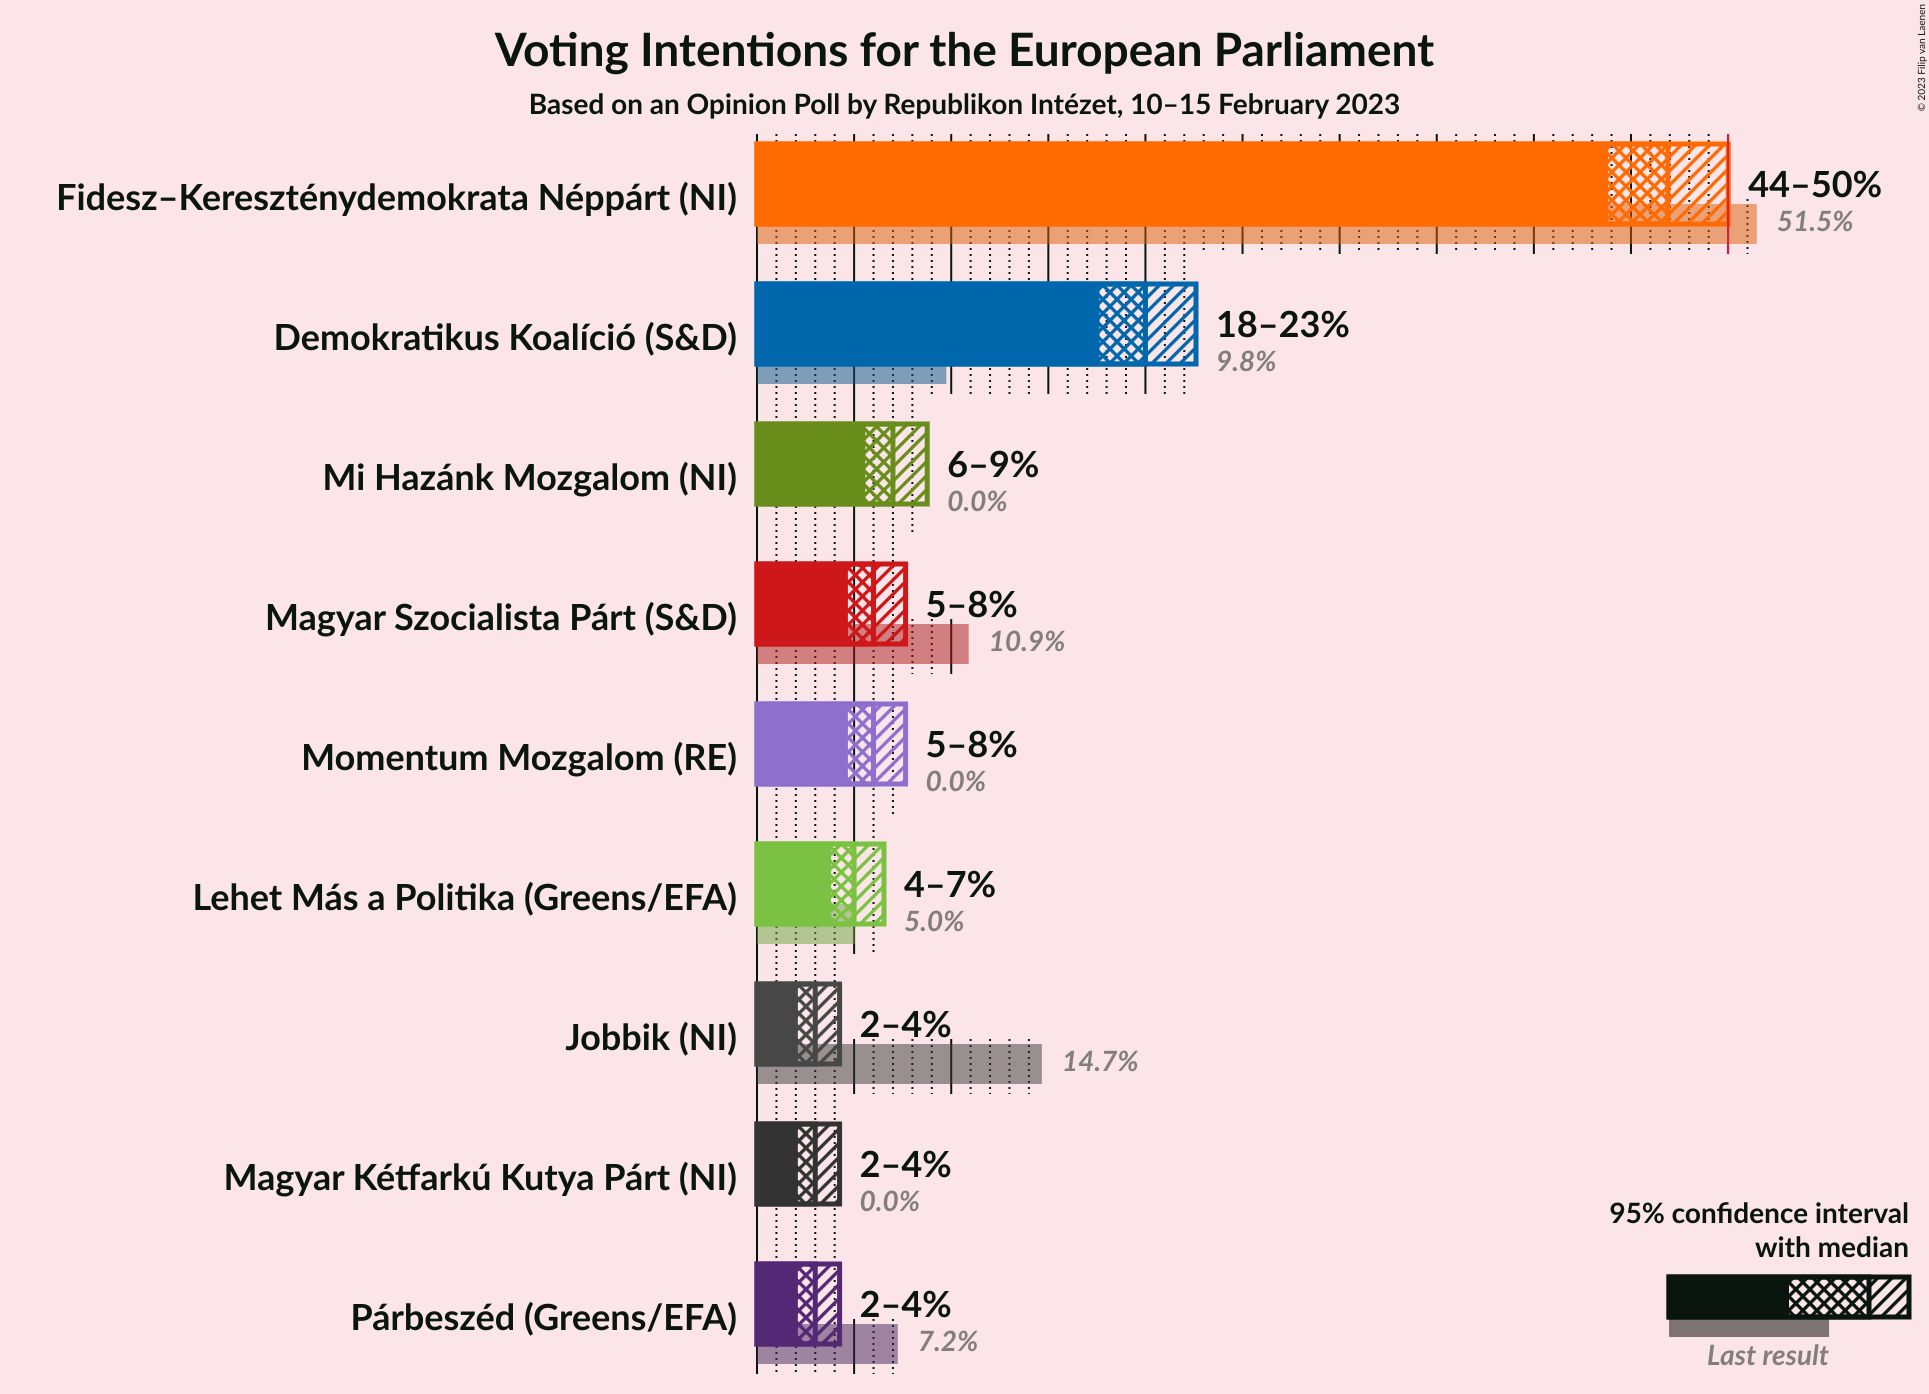 Voting Intentions for the European Parliament
Based on an Opinion Poll by Republikon Intézet, 10–15 February 2023
© 2023 Filip van Laenen
Fidesz–Kereszténydemokrata Néppárt (NI)
44–50%
51.5%
Demokratikus Koalíció (S&D)
18–23%
9.8%
Mi Hazánk Mozgalom (NI)
6–9%
0.0%
Magyar Szocialista Párt (S&D)
5–8%
10.9%
Momentum Mozgalom (RE)
5–8%
0.0%
Lehet Más a Politika (Greens/EFA)
4–7%
5.0%
Jobbik (NI)
2–4%
14.7%
Magyar Kétfarkú Kutya Párt (NI)
2–4%
0.0%
Párbeszéd (Greens/EFA)
2–4%
7.2%
95% confidence interval
with median
Last result